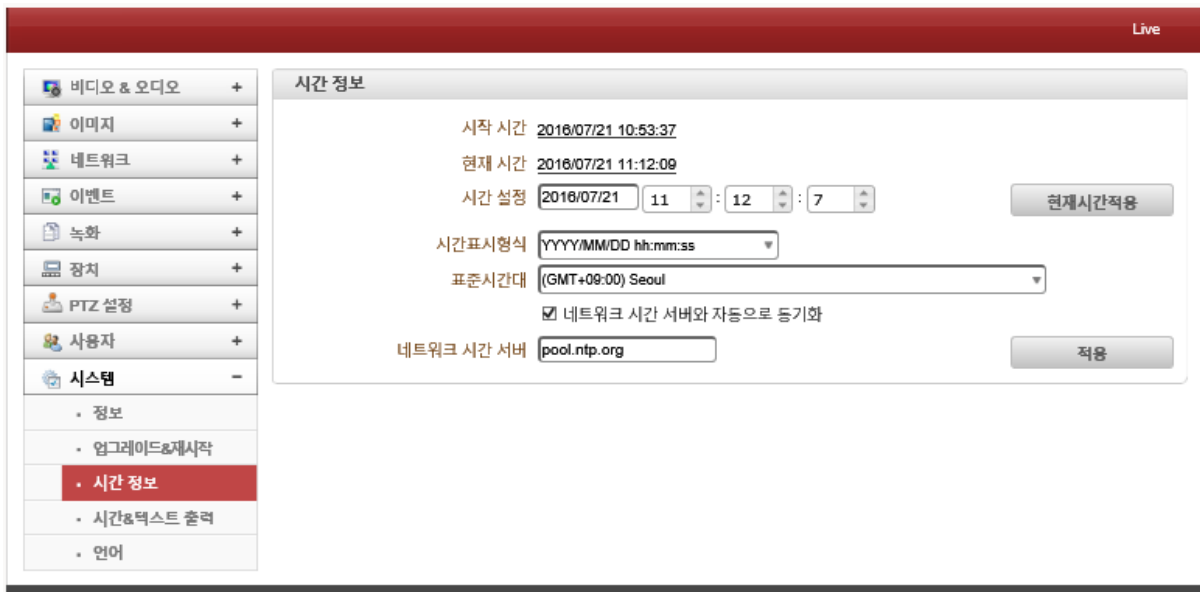 Live
비디오 & 오디오 +
이미지 +
네트워크 +
이벤트 +
녹화 +
장치 +
PTZ 설정 +
사용자 +
시스템 -
정보
업그레이드&재시작
시간 정보
시간&텍스트 출력
언어
시간 정보
시작 시간 2016/07/21 10:53:37
현재 시간 2016/07/21 11:12:09
시간 설정 2016/07/21 11 : 12 : 7 현재시간적용
시간표시형식 YYYY/MM/DD hh:mm:ss
표준시간대 (GMT+09:00) Seoul
네트워크 시간 서버와 자동으로 동기화
네트워크 시간 서버 pool.ntp.org 적용